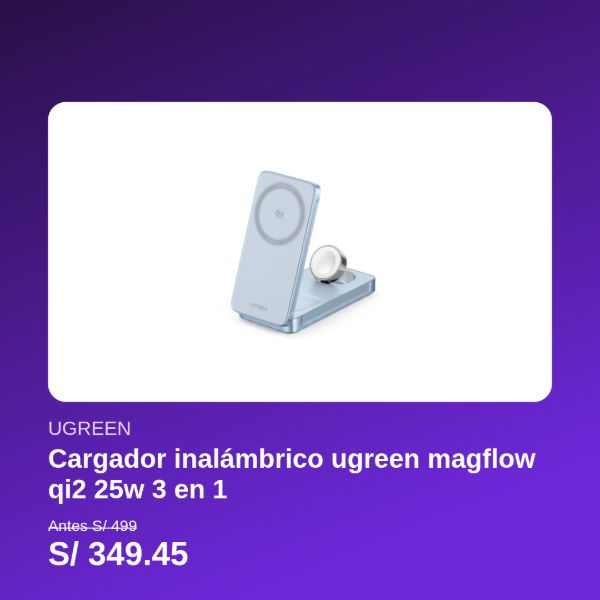 UGREEN
Cargador inalámbrico ugreen magflow
qi2 25w 3 en 1
Antes S/ 499
S/ 349.45